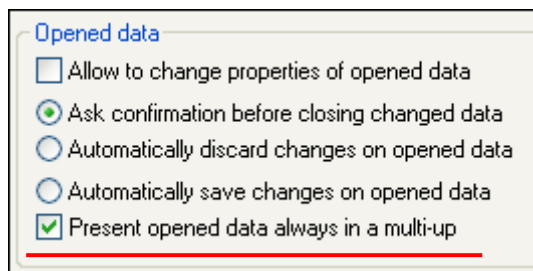 Opened data
Allow to change properties of opened data
Ask confirmation before closing changed data
Automatically discard changes on opened data
Automatically save changes on opened data
Present opened data always in a multi-up